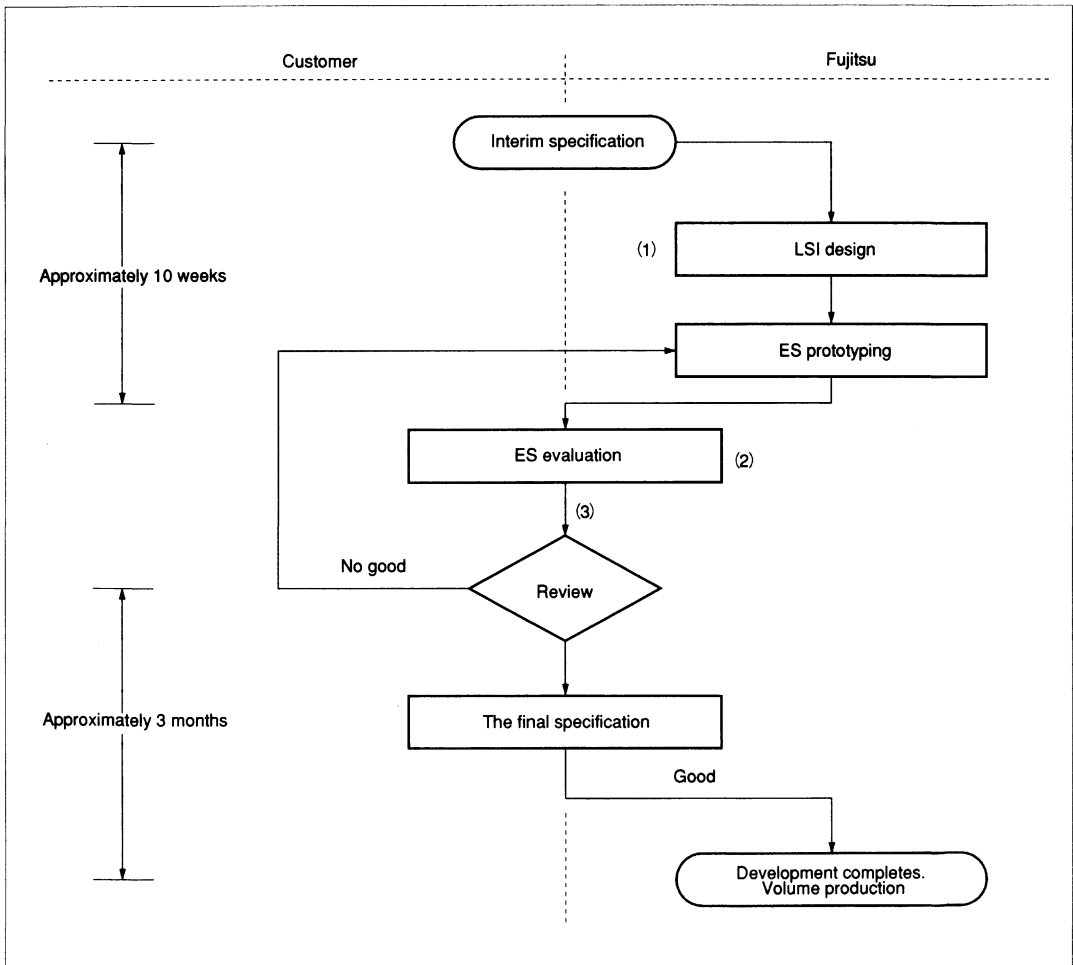 Customer
Fujitsu
Interim specification
(1)
LSI design
Approximately 10 weeks
ES prototyping
ES evaluation
(2)
(3)
No good
Review
Approximately 3 months
The final specification
Good
Development completes.
Volume production